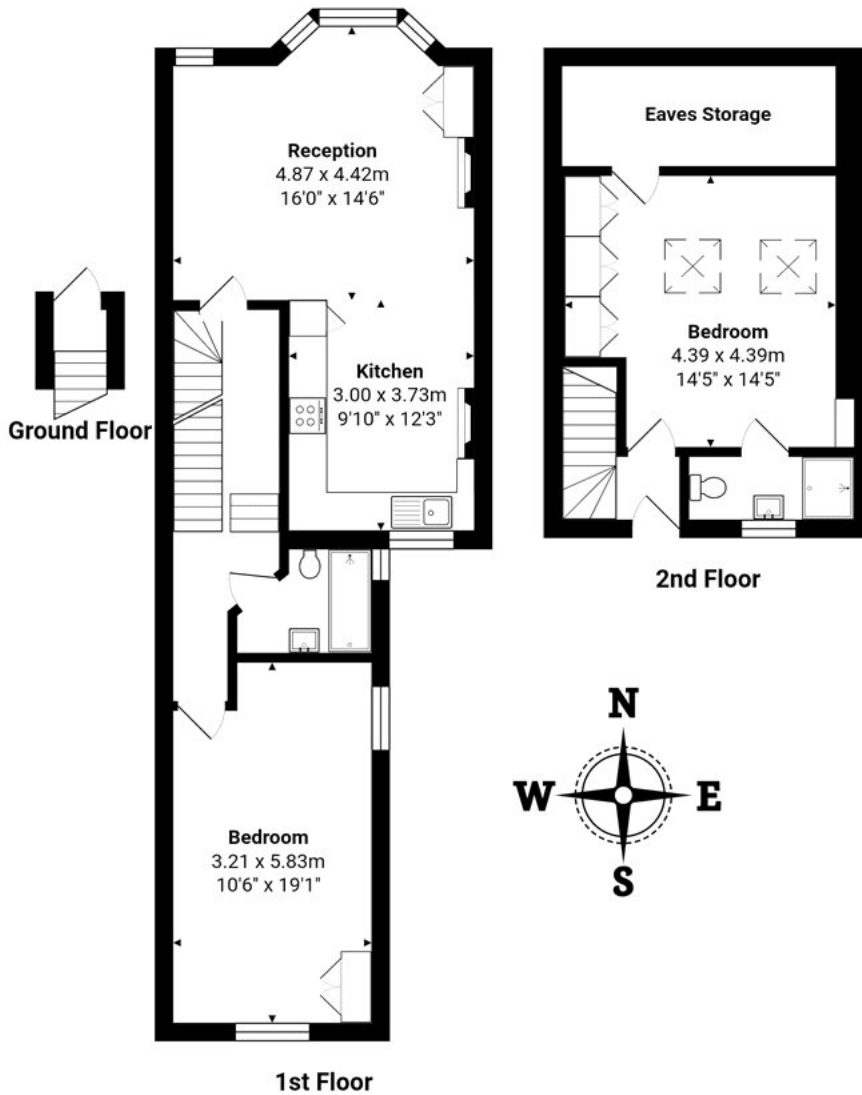 Reception
4.87 x 4.42m
16'0" x 14'6"
Kitchen
3.00 x 3.73m
9'10" x 12'3"
Ground Floor
Bedroom
3.21 x 5.83m
10'6" x 19'1"
1st Floor
Eaves Storage
Bedroom
4.39 x 4.39m
14'5" x 14'5"
2nd Floor
N
W E
S